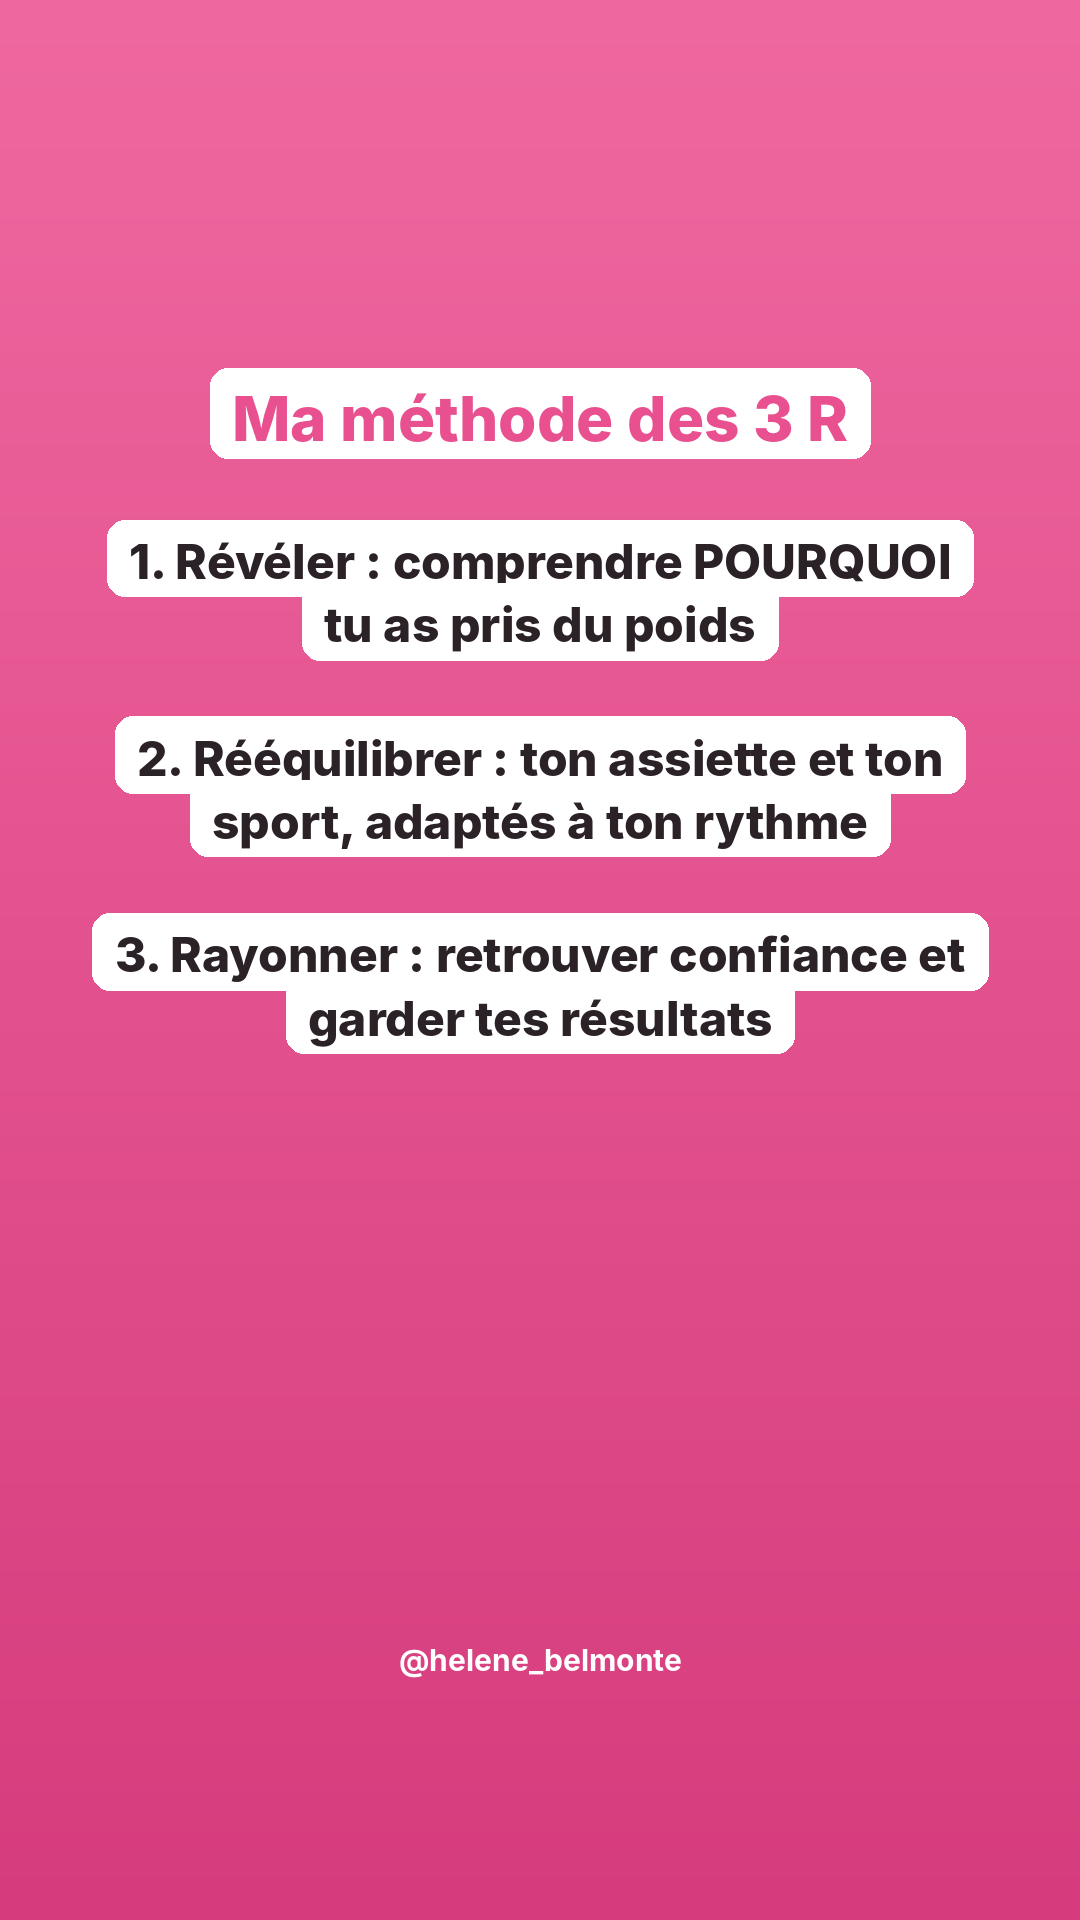 Ma méthode des 3 R
1. Révéler : comprendre POURQUOI
tu as pris du poids
2. Rééquilibrer : ton assiette et ton
sport, adaptés à ton rythme
3. Rayonner : retrouver confiance et
garder tes résultats
@helene_belmonte